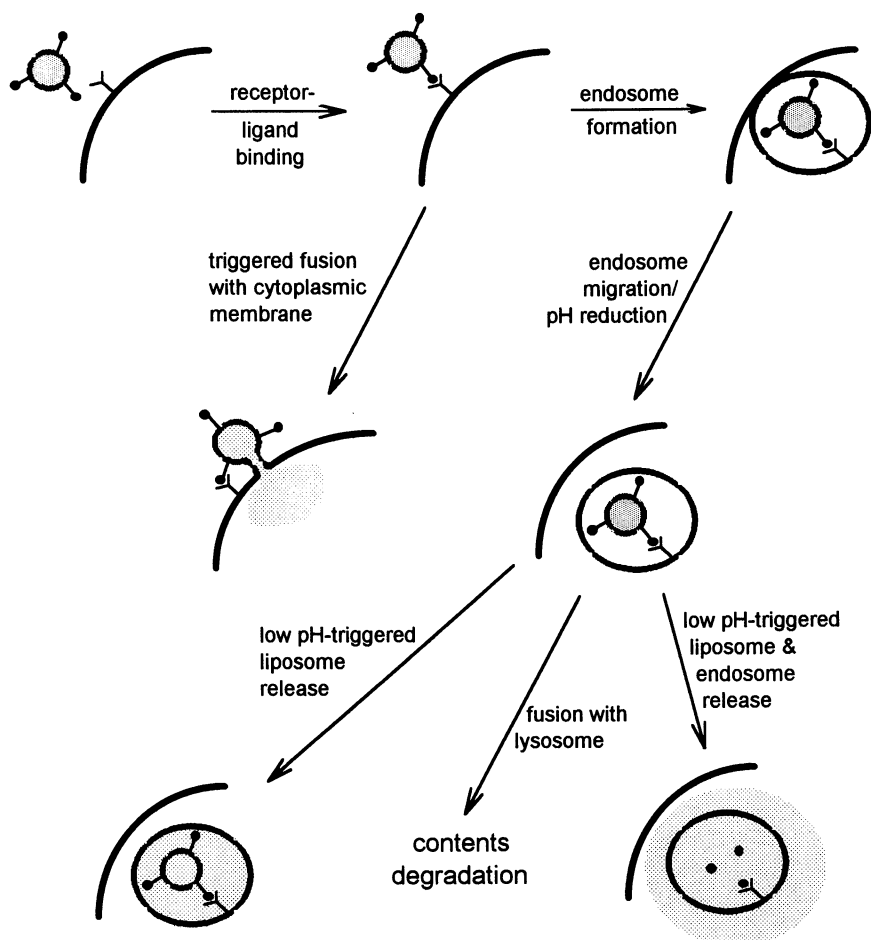 receptor-
ligand
binding
endosome
formation
triggered fusion
with cytoplasmic
membrane
endosome
migration/
pH reduction
low pH-triggered
liposome
release
fusion with
lysosome
low pH-triggered
liposome &
endosome
release
contents
degradation